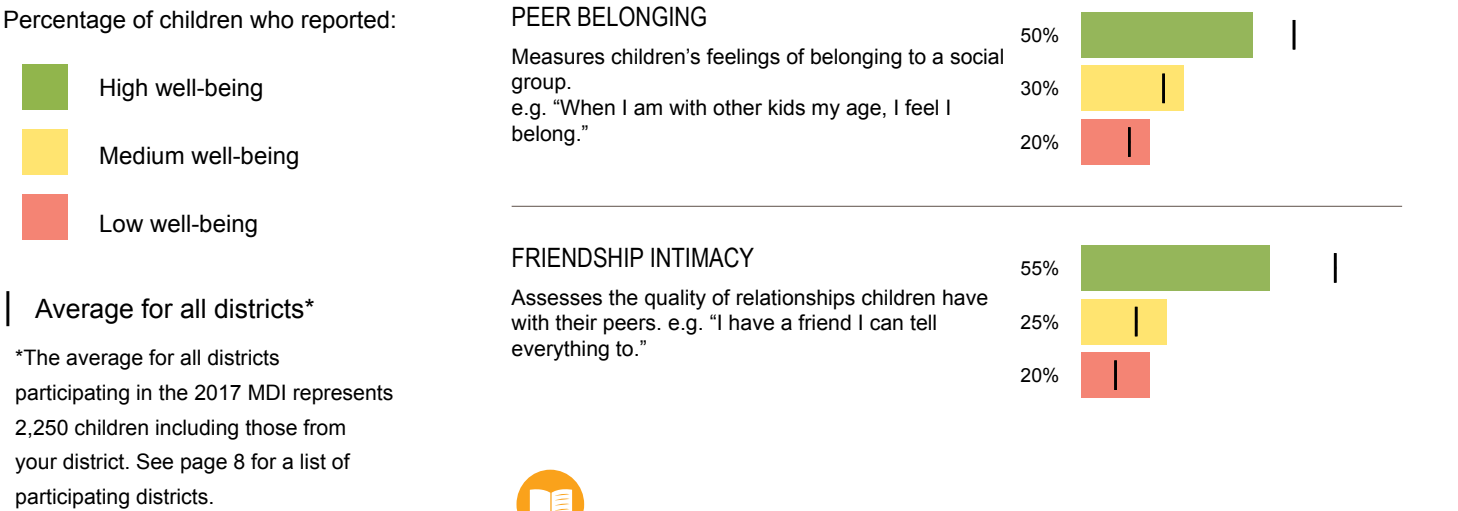 Percentage of children who reported:
High well-being
Medium well-being
Low well-being
Average for all districts*
*The average for all districts
participating in the 2017 MDI represents
2,250 children including those from
your district. See page 8 for a list of
participating districts.
PEER BELONGING
Measures children’s feelings of belonging to a social
group.
e.g. “When I am with other kids my age, I feel I
belong.”
50%
30%
20%
FRIENDSHIP INTIMACY
Assesses the quality of relationships children have
with their peers. e.g. “I have a friend I can tell
everything to.”
55%
25%
20%